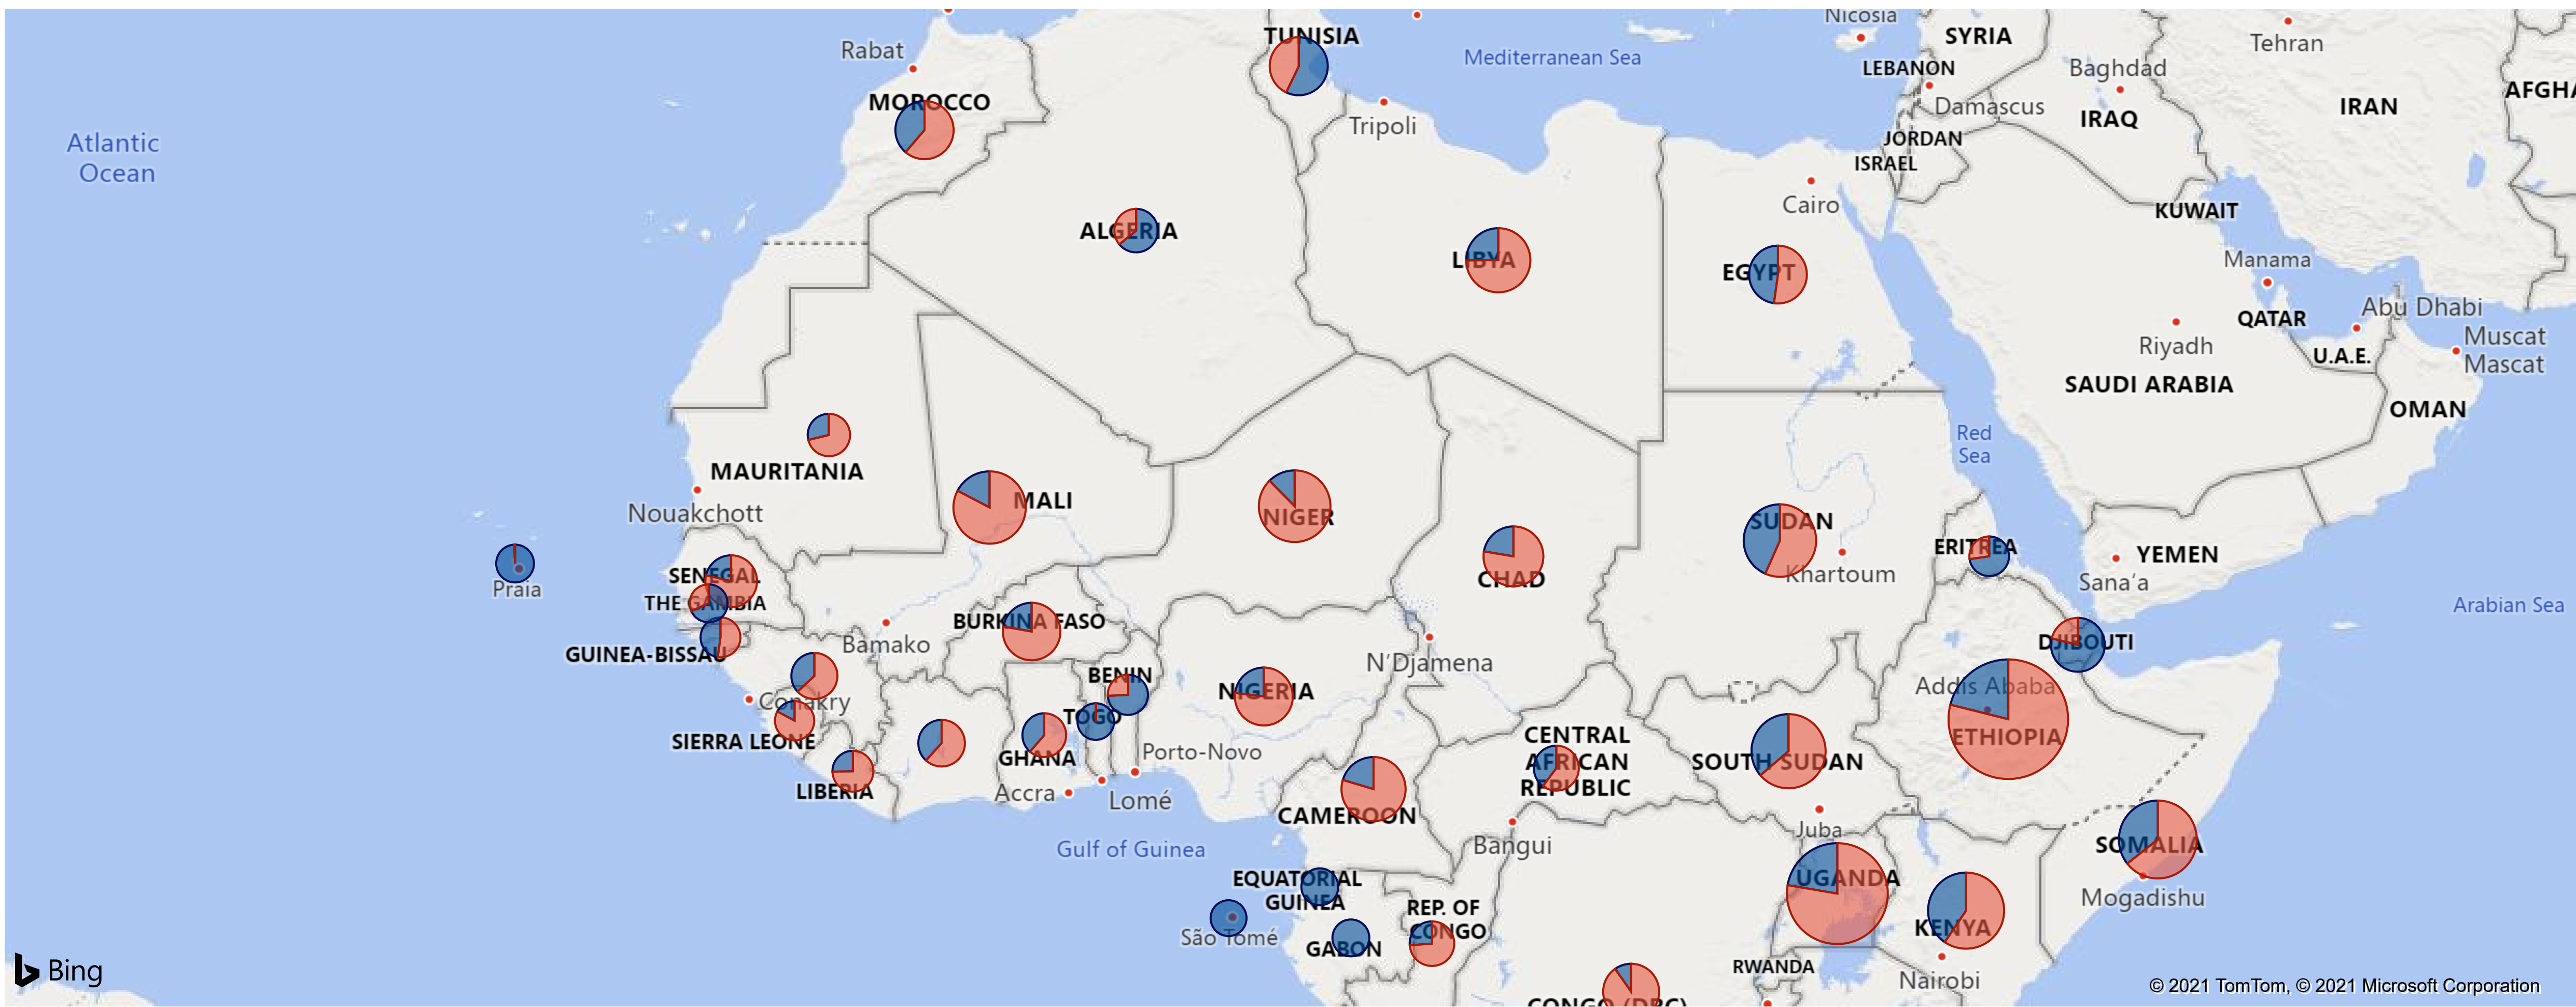 Nicosia
TUNISIA
SYRIA
Rabat
Mediterranean Sea
Tehran
LEBANON
Baghdad
AFGHA
MOROCCO
Damascus
IRAN
Tripoli
IRAQ
Atlantic
Ocean
JORDAN
ISRAEL
Cairo
KUWAIT
ALGERIA
LIBYA
EGYPT
Manama
Abu Dhabi
QATAR
Muscat
Mascat
Riyadh
U.A.E.
SAUDI ARABIA
OMAN
Red
Sea
MAURITANIA
MALI
Nouakchott
NIGER
SUDAN
ERITREA
YEMEN
Khartoum
Sana'a
CHAD
Praia
SENEGAL
THE GAMBIA
Arabian Sea
BURKINA FASO
Bamako
DJIBOUTI
GUINEA-BISSAU
N'Djamena
BENIN
NIGERIA
Addis Ababa
Conakry
TOGO
ETHIOPIA
SIERRA LEONE
GHANA
Porto-Novo
CENTRAL
AFRICAN
REPUBLIC
SOUTH SUDAN
LIBERIA
Accra
Lomé
CAMEROON
Juba
Gulf of Guinea
Bangui
SOMALIA
EQUATORIAL
GUINEA
UGANDA
Mogadishu
REP. OF
CONGO
KENYA
São Tomé
GABON
RWANDA
Nairobi
Bing
© 2021 TomTom, © 2021 Microsoft Corporation
CONGO (DRC)